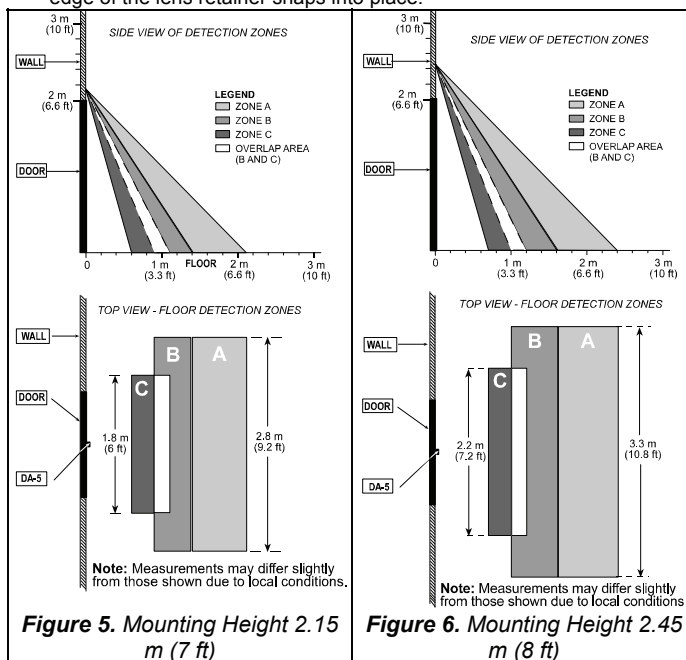 edge of the lens retainer snaps into place.
3 m
(10 ft)
SIDE VIEW OF DETECTION ZONES
WALL
2 m
(6.6 ft)
LEGEND
ZONE A
ZONE B
ZONE C
OVERLAP AREA
(B AND C)
DOOR
0
1 m
(3.3 ft)
FLOOR
2 m
(6.6 ft)
3 m
(10 ft)
TOP VIEW - FLOOR DETECTION ZONES
WALL
DOOR
DA-5
C
B
A
1.8 m
(6 ft)
2.8 m
(9.2 ft)
Note: Measurements may differ slightly
from those shown due to local conditions.
Figure 5. Mounting Height 2.15
m (7 ft)
3 m
(10 ft)
SIDE VIEW OF DETECTION ZONES
WALL
2 m
(6.6 ft)
LEGEND
ZONE A
ZONE B
ZONE C
OVERLAP AREA
(B AND C)
DOOR
0
1 m
(3.3 ft)
2 m
(6.6 ft)
3 m
(10 ft)
TOP VIEW - FLOOR DETECTION ZONES
WALL
DOOR
DA-5
C
B
A
2.2 m
(7.2 ft)
3.3 m
(10.8 ft)
Note: Measurements may differ slightly
from those shown due to local conditions
Figure 6. Mounting Height 2.45
m (8 ft)